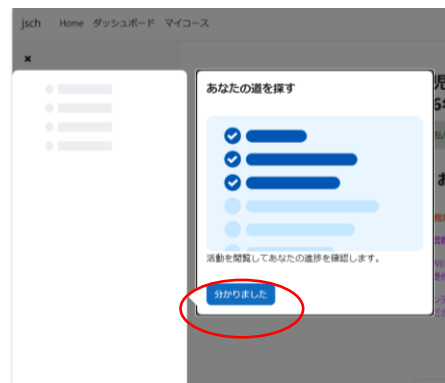 jsch Home ダッシュボード マイコース
×
あなたの道を探す
活動を閲覧してあなたの進捗を確認します。
分かりました